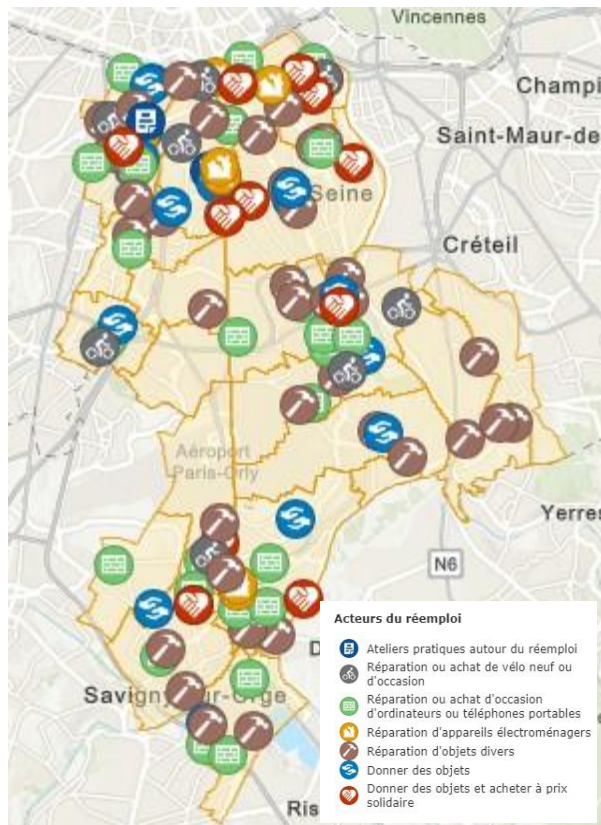 Vincennes
Champi
Saint-Maur-de
Seine
Créteil
Aéroport
Paris-Orly
Yerres
N6
Savigny-sur-Orge
D
Ris
Acteurs du réemploi
Ateliers pratiques autour du réemploi
Réparation ou achat de vélo neuf ou
d'occasion
Réparation ou achat d'occasion
d'ordinateurs ou téléphones portables
Réparation d'appareils électroménagers
Réparation d'objets divers
Donner des objets
Donner des objets et acheter à prix
solidaire